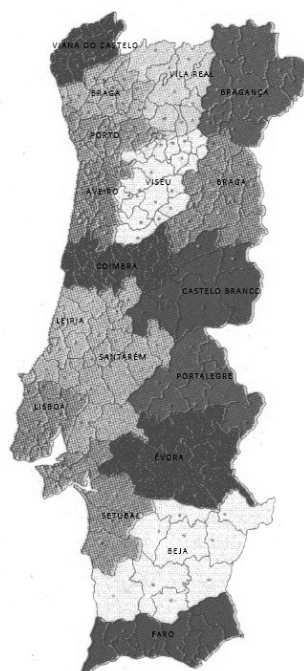 VIANA DO CALTELO
VILA REAL
BRAGANÇA
BRAGA
PORTO
AVEIRO
VISEU
BRAGA
COIMBRA
CASTELO BRANCO
LEIRIA
SANTARÉM
PORTALEGRE
LISBOA
ÉVORA
SETÚBAL
BEJA
FARO